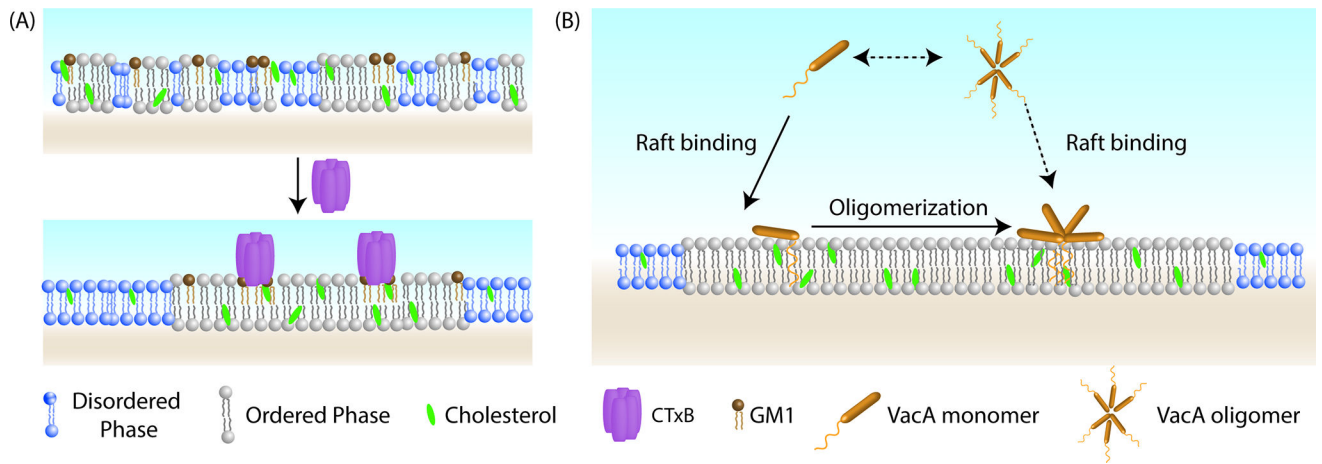 (A)
(B)
Raft binding
Raft binding
Oligomerization
Disordered
Phase
Ordered Phase
Cholesterol
CTxB
GM1
VacA monomer
VacA oligomer